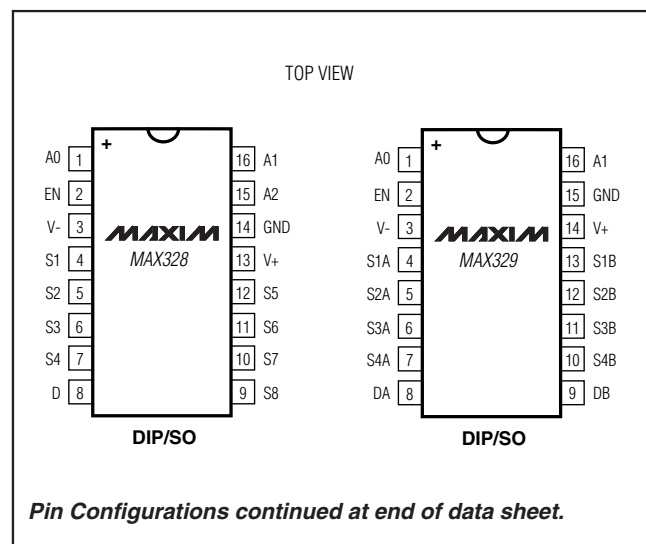 TOP VIEW
+
A0 1 16 A1
EN 2 15 A2
V- 3 14 GND
S1 4 13 V+
S2 5 12 S5
S3 6 11 S6
S4 7 10 S7
D 8 9 S8
MAXIM
MAX328
DIP/SO
+
A0 1 16 A1
EN 2 15 GND
V- 3 14 V+
S1A 4 13 S1B
S2A 5 12 S2B
S3A 6 11 S3B
S4A 7 10 S4B
DA 8 9 DB
MAXIM
MAX329
DIP/SO
Pin Configurations continued at end of data sheet.